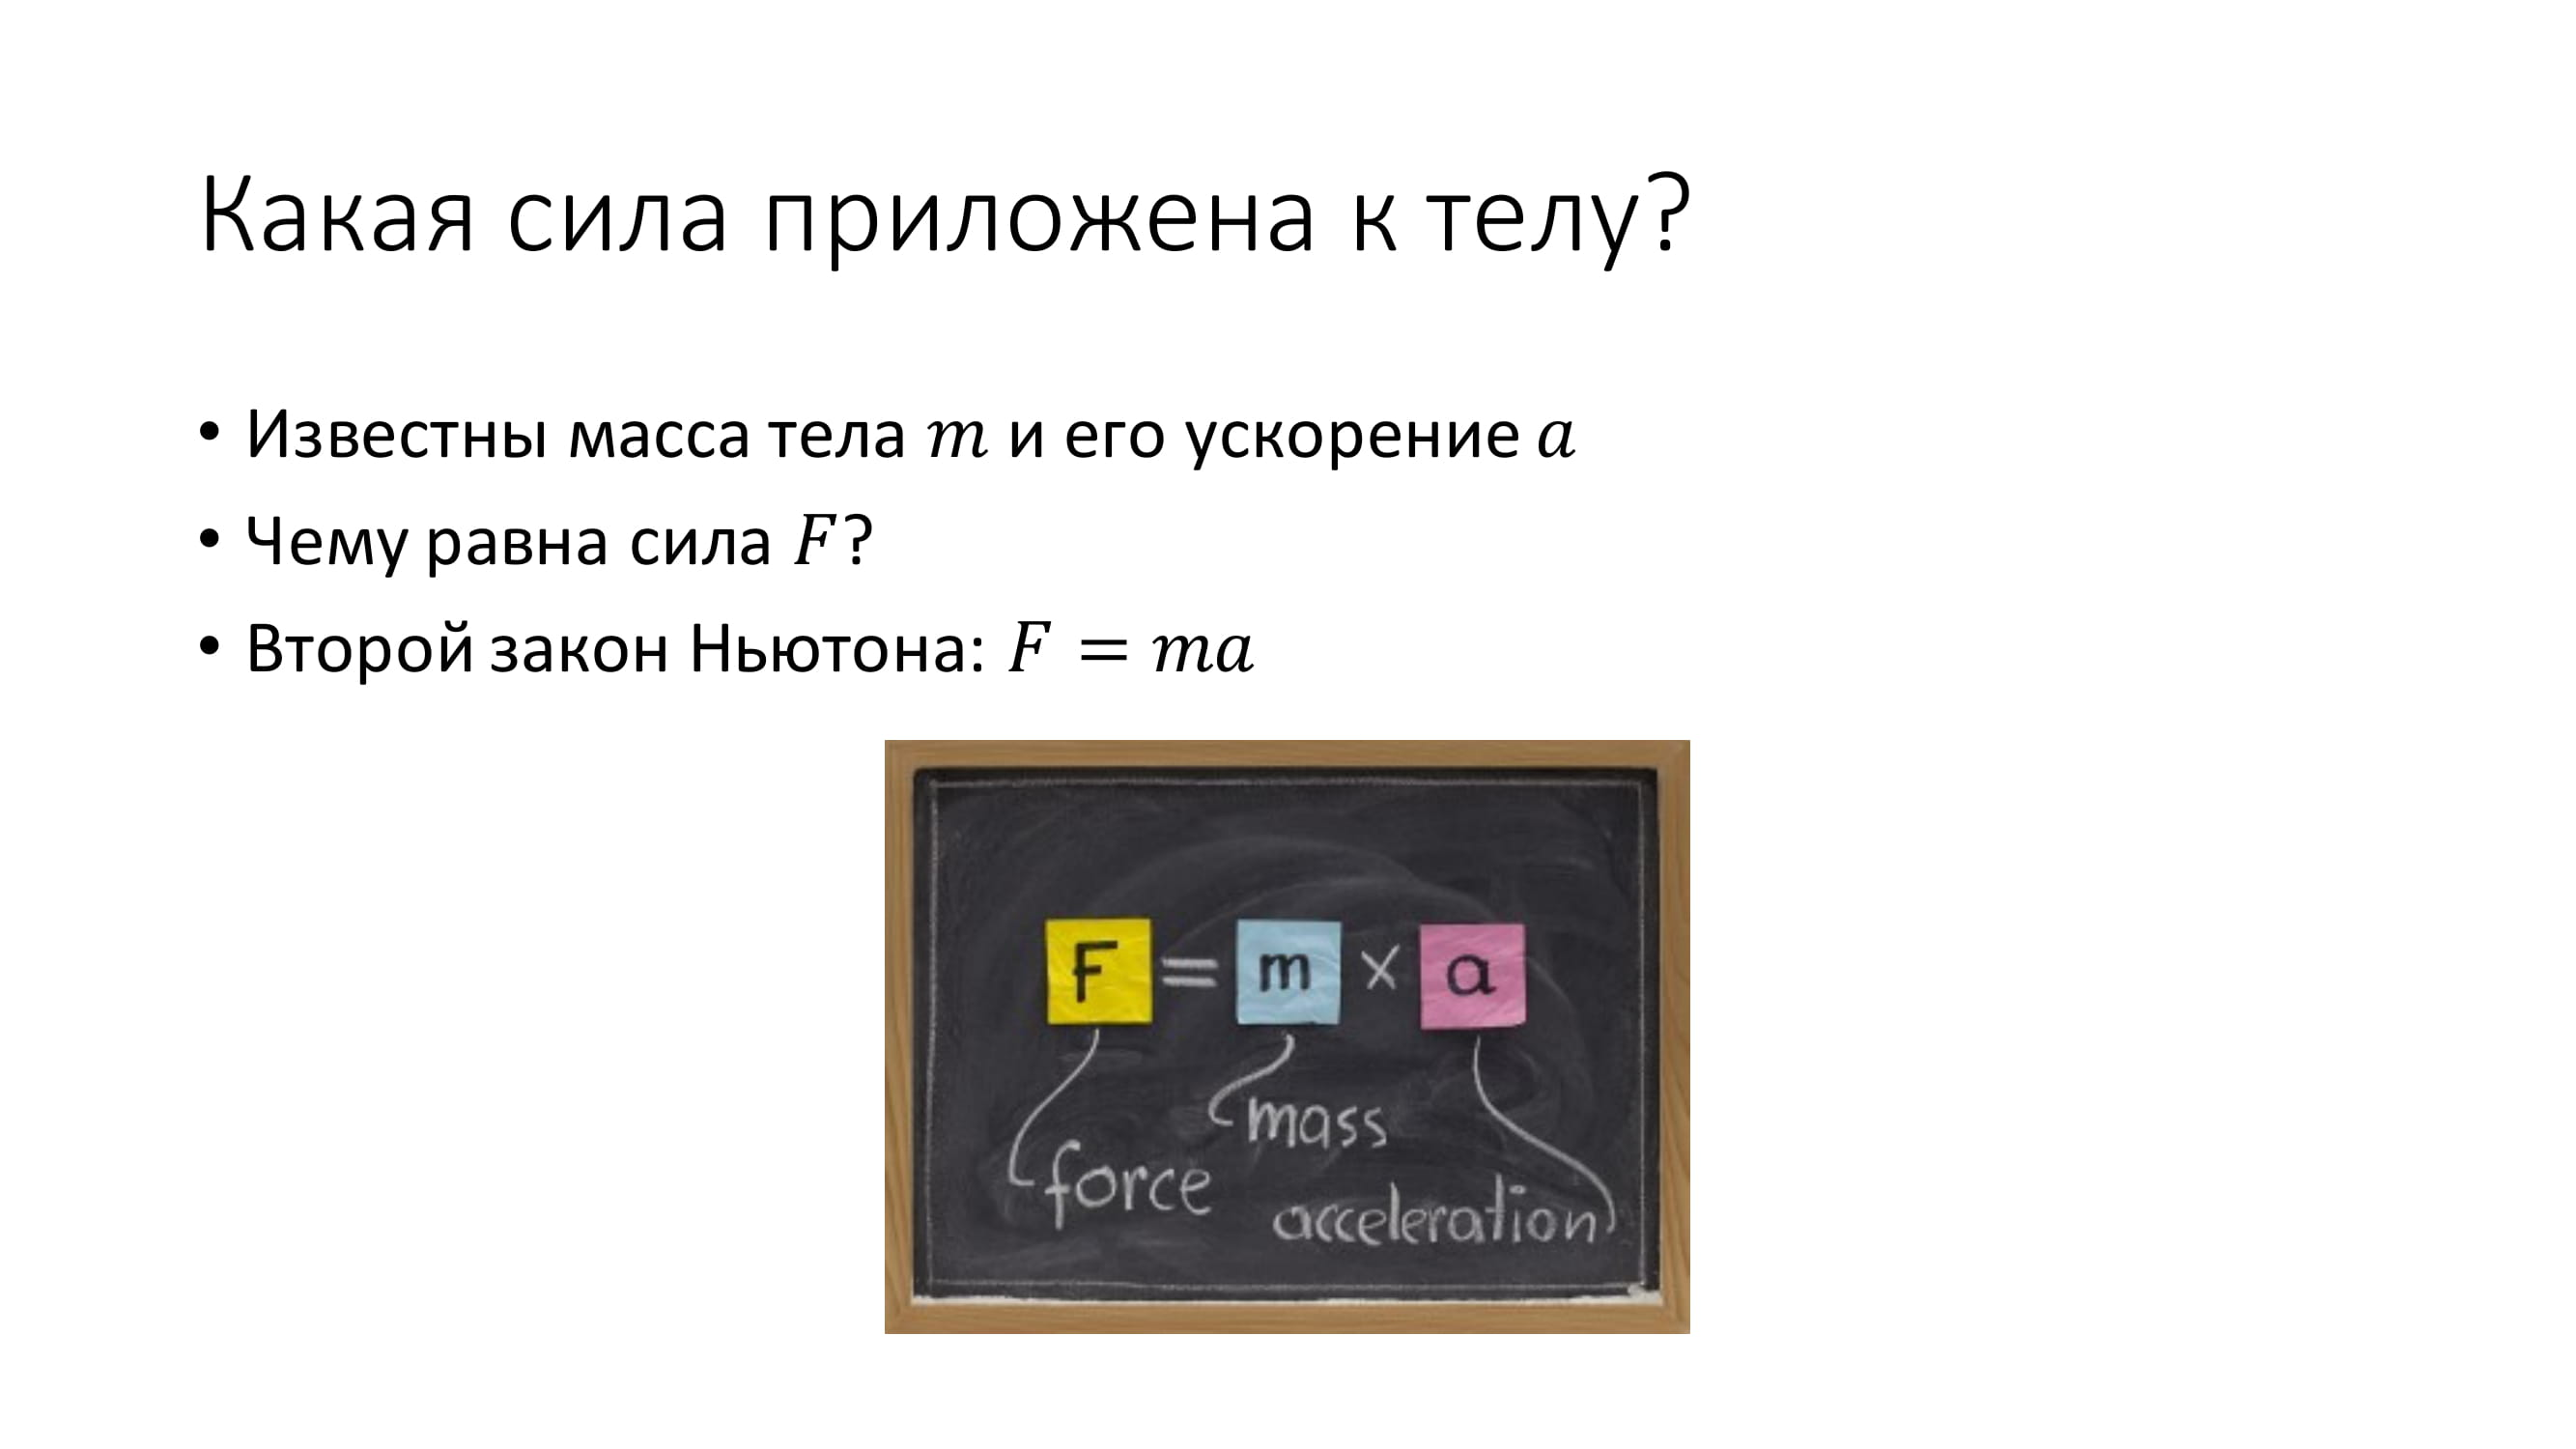 Какая сила приложена к телу?
• Известны масса тела m и его ускорение a
• Чему равна сила F?
• Второй закон Ньютона: F = ma
F = m × a
mass
force
acceleration